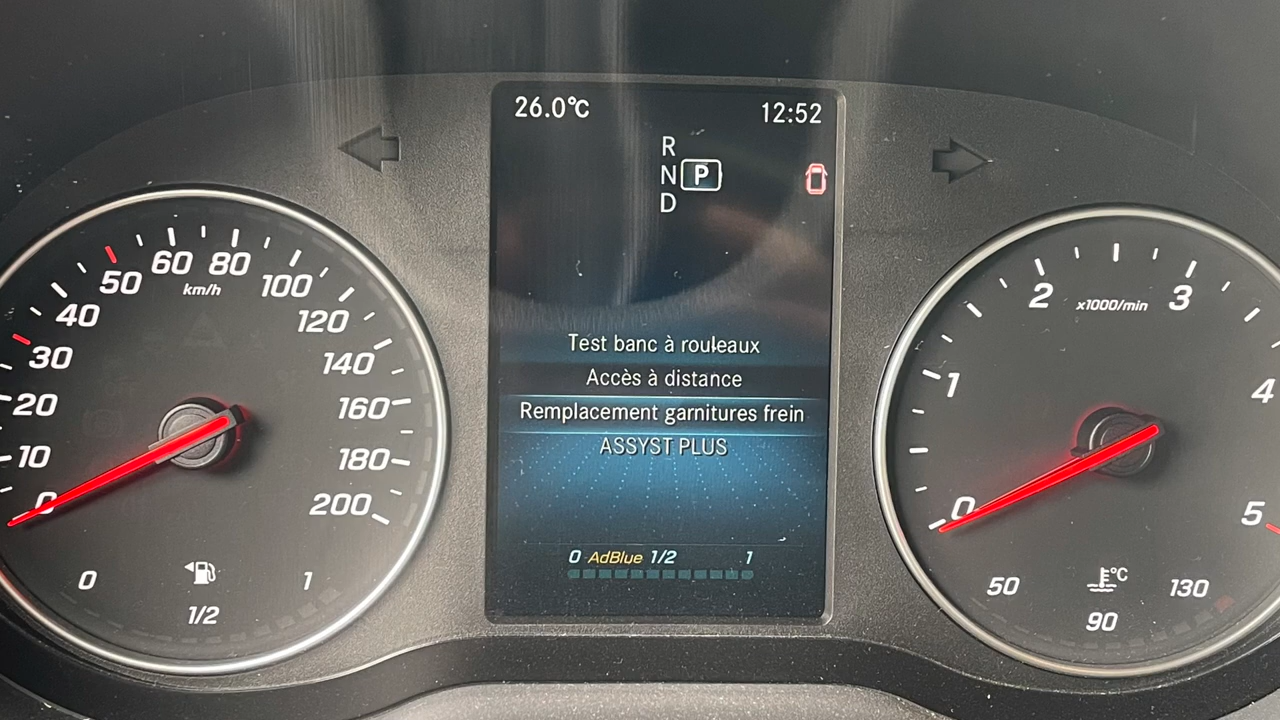 26.0°C 12:52
R
N P
D
Test banc à rouleaux
Accès à distance
Remplacement garnitures frein
ASSYST PLUS
0 AdBlue 1/2 1
0
10
20
30
40
50
60
80
100
120
140
160
180
200
km/h
0 1/2 1
0
1
2
3
4
5
x1000/min
50 90 130
°C